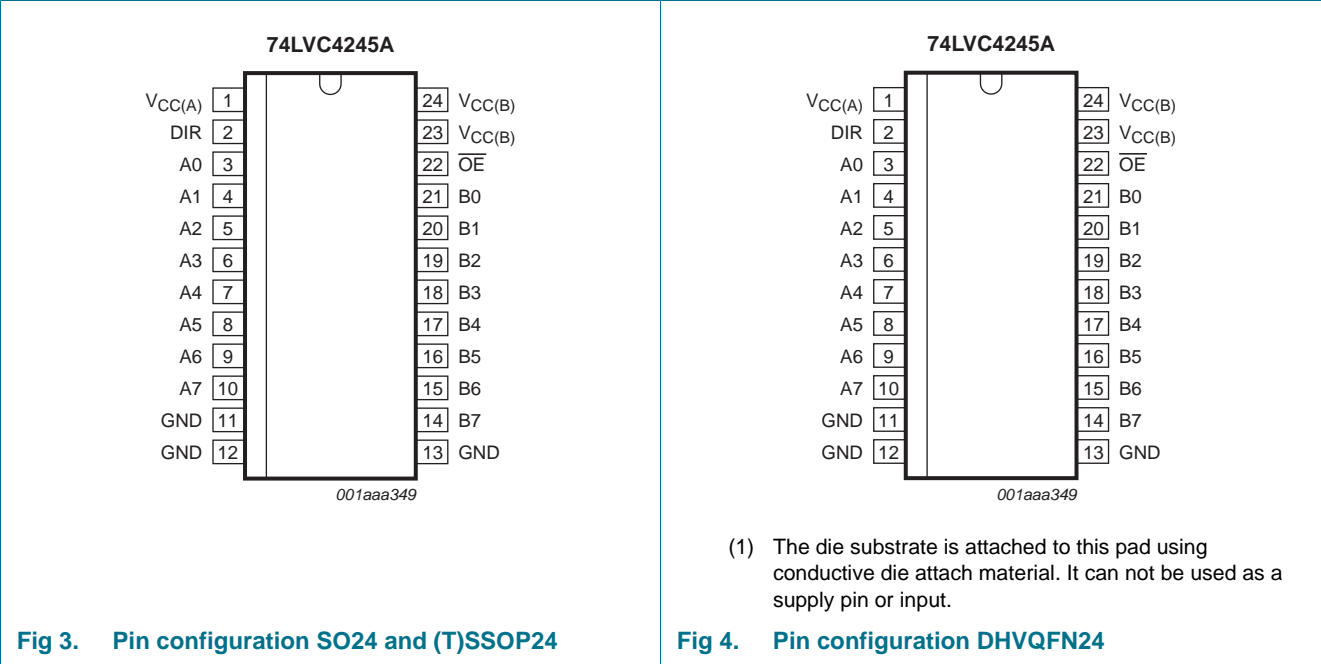 74LVC4245A
VCC(A) 1 24 VCC(B)
DIR 2 23 VCC(B)
A0 3 22 OE
A1 4 21 B0
A2 5 20 B1
A3 6 19 B2
A4 7 18 B3
A5 8 17 B4
A6 9 16 B5
A7 10 15 B6
GND 11 14 B7
GND 12 13 GND
001aaa349
Fig 3. Pin configuration SO24 and (T)SSOP24
74LVC4245A
VCC(A) 1 24 VCC(B)
DIR 2 23 VCC(B)
A0 3 22 OE
A1 4 21 B0
A2 5 20 B1
A3 6 19 B2
A4 7 18 B3
A5 8 17 B4
A6 9 16 B5
A7 10 15 B6
GND 11 14 B7
GND 12 13 GND
001aaa349
(1) The die substrate is attached to this pad using
conductive die attach material. It can not be used as a
supply pin or input.
Fig 4. Pin configuration DHVQFN24